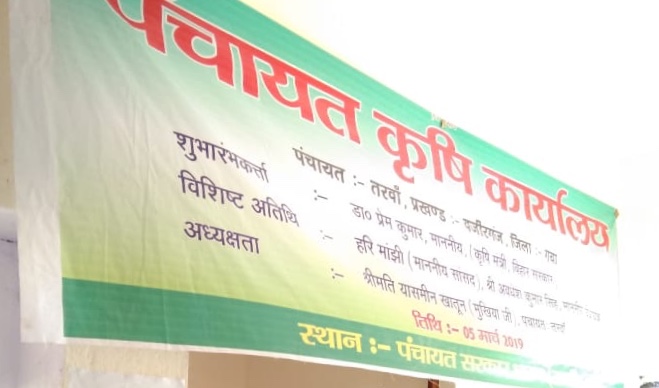 पंचायत कृषि कार्यालय
पंचायत :- तरवाँ, प्रखण्ड :- वजीरगंज, जिला :- गया
शुभारंभकर्त्ता :- डा० प्रेम कुमार, माननीय, (कृषि मंत्री, बिहार सरकार,
विशिष्ट अतिथि :- हरि मांझी (माननीय सासद), श्री अवधेश कुमार सिंह,
अध्यक्षता :- श्रीमति यासमीन खातून (मुखिया जी), पंचायत, तरवाँ
तिथि :- 05 मार्च 2019
स्थान :- पंचायत सरकार